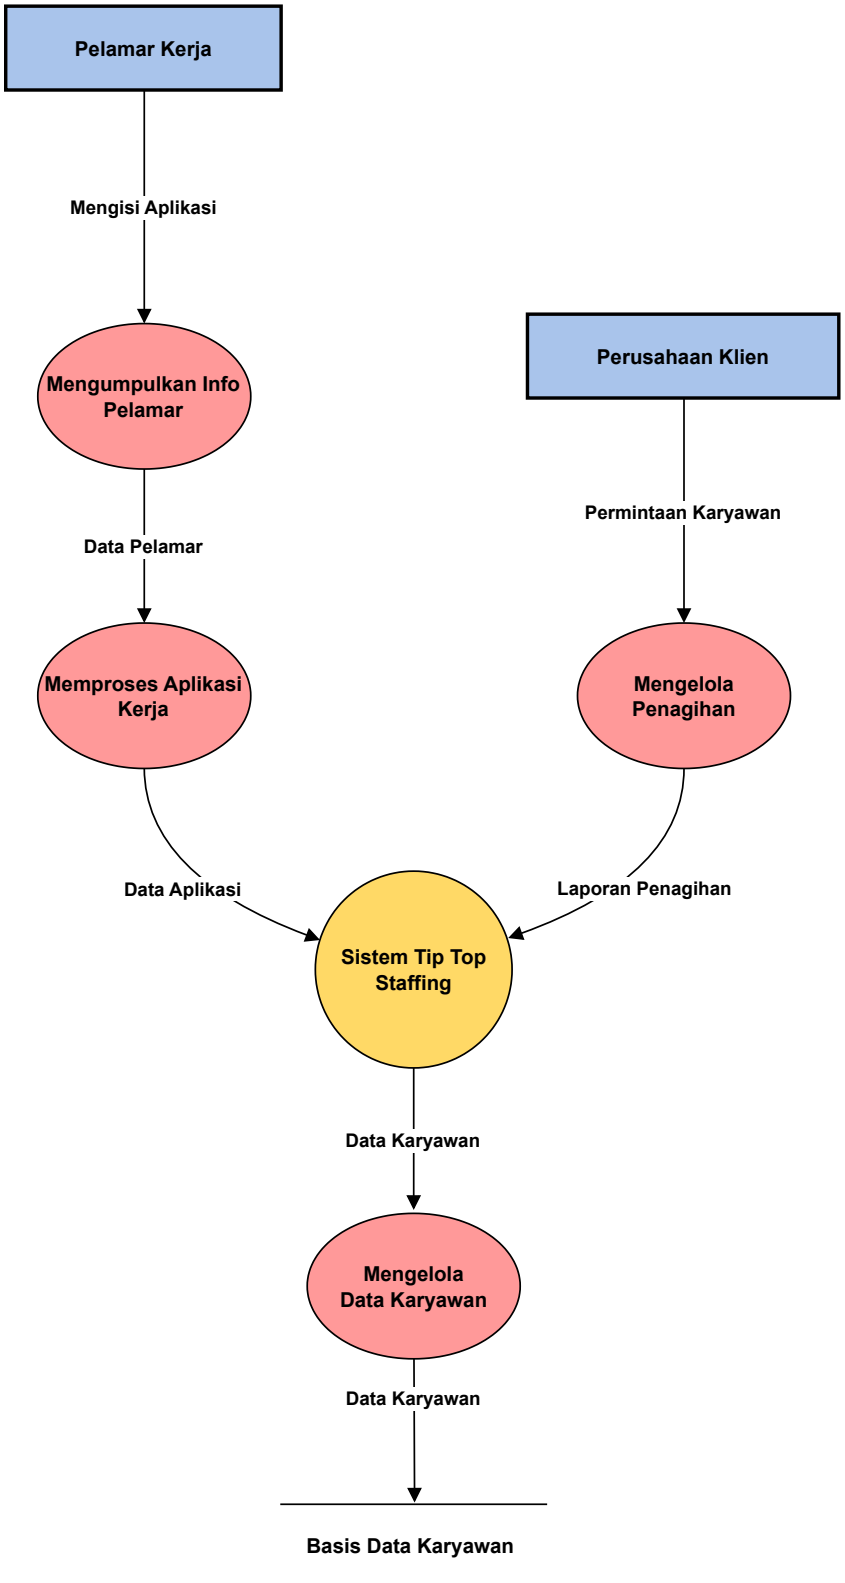 Pelamar Kerja
Mengisi Aplikasi
Mengumpulkan Info
Pelamar
Perusahaan Klien
Data Pelamar
Permintaan Karyawan
Memproses Aplikasi
Kerja
Mengelola
Penagihan
Data Aplikasi
Laporan Penagihan
Sistem Tip Top
Staffing
Data Karyawan
Mengelola
Data Karyawan
Data Karyawan
Basis Data Karyawan